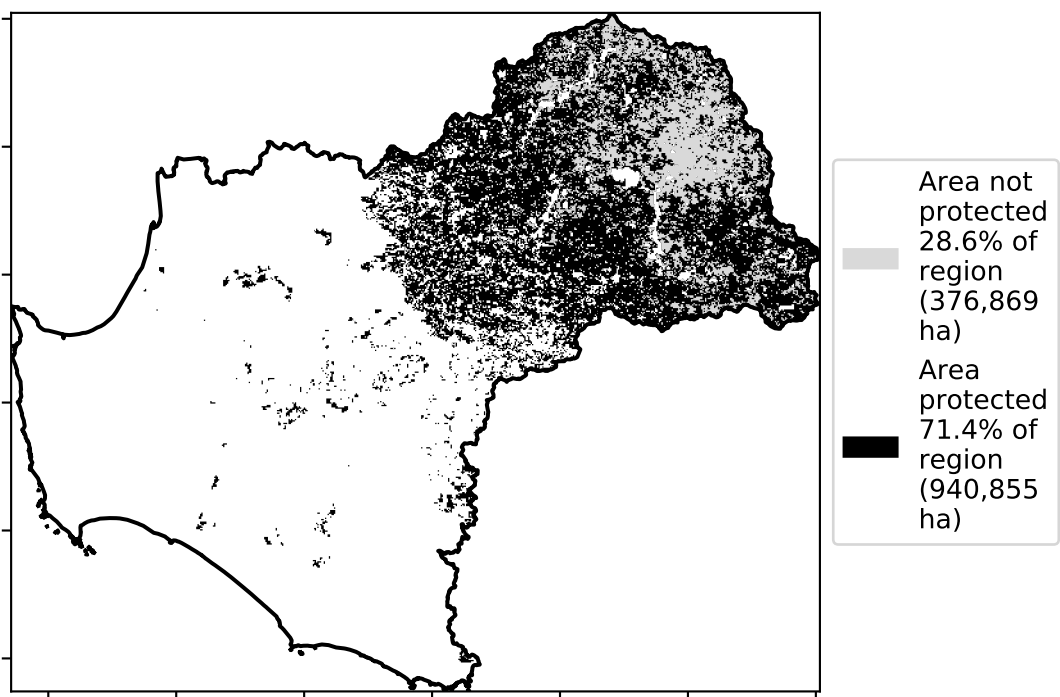 Area not
protected
28.6% of
region
(376,869
ha)
Area
protected
71.4% of
region
(940,855
ha)